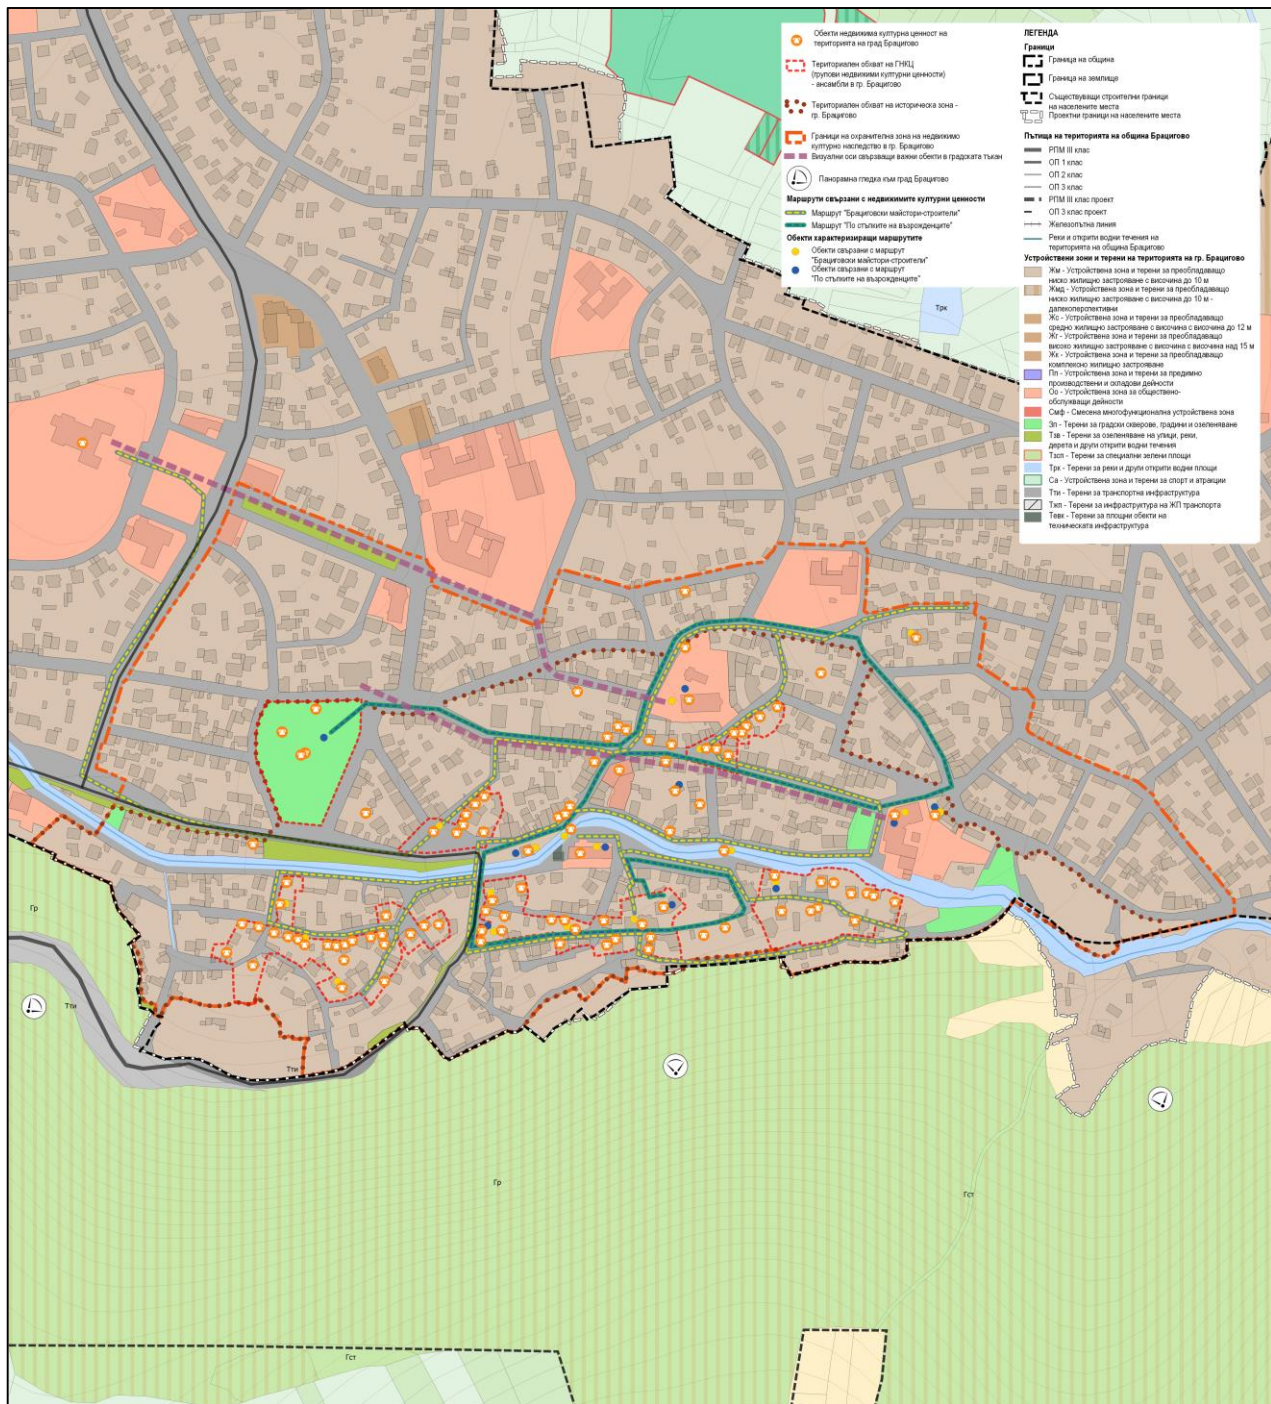 Обекти недвижима културна ценност на
територията на град Брацигово
Териториален обхват на ГНКЦ
(групови недвижими културни ценности)
- ансамбли в гр. Брацигово
Териториален обхват на историческа зона -
гр. Брацигово
Граници на охранителна зона на недвижимо
културно наследство в гр. Брацигово
Визуални оси свързващи важни обекти в градската тъкан
Панорамна гледка към град Брацигово
Маршрути свързани с недвижимите културни ценности
Маршрут "Брациговски майстори-строители"
Маршрут "По стъпките на възрожденците"
Обекти характеризиращи маршрутите
Обекти свързани с маршрут
"Брациговски майстори-строители"
Обекти свързани с маршрут
"По стъпките на възрожденците"
ЛЕГЕНДА
Граници
Граница на община
Граница на землище
Съществуващи строителни граници
на населените места
Проектни граници на населените места
Пътища на територията на община Брацигово
РПМ III клас
ОП 1 клас
ОП 2 клас
ОП 3 клас
РПМ III клас проект
ОП 3 клас проект
Железопътна линия
Реки и открити водни течения на
територията на община Брацигово
Устройствени зони и терени на територията на гр. Брацигово
Жм - Устройствена зона и терени за преобладаващо
ниско жилищно застрояване с височина до 10 м
Жмд - Устройствена зона и терени за преобладаващо
ниско жилищно застрояване с височина до 10 м -
далекоперспективни
Жс - Устройствена зона и терени за преобладаващо
средно жилищно застрояване с височина с височина до 12 м
Жг - Устройствена зона и терени за преобладаващо
високо жилищно застрояване с височина с височина над 15 м
Жк - Устройствена зона и терени за преобладаващо
комплексно жилищно застрояване
Пп - Устройствена зона и терени за предимно
производствени и складови дейности
Оо - Устройствена зона за обществено-
обслужващи дейности
Смф - Смесена многофункционална устройствена зона
Зп - Терени за градски скверове, градини и озеленяване
Тзв - Терени за озеленяване на улици, реки,
дерета и други открити водни течения
Тзсп - Терени за специални зелени площи
Трк - Терени за реки и други открити водни площи
Са - Устройствена зона и терени за спорт и атракции
Тти - Терени за транспортна инфраструктура
Тжп - Терени за инфраструктура на ЖП транспорта
Тевк - Терени за площни обекти на
техническата инфраструктура
Трк
Гр
Тти
Тти
Гр
Гст
Гст